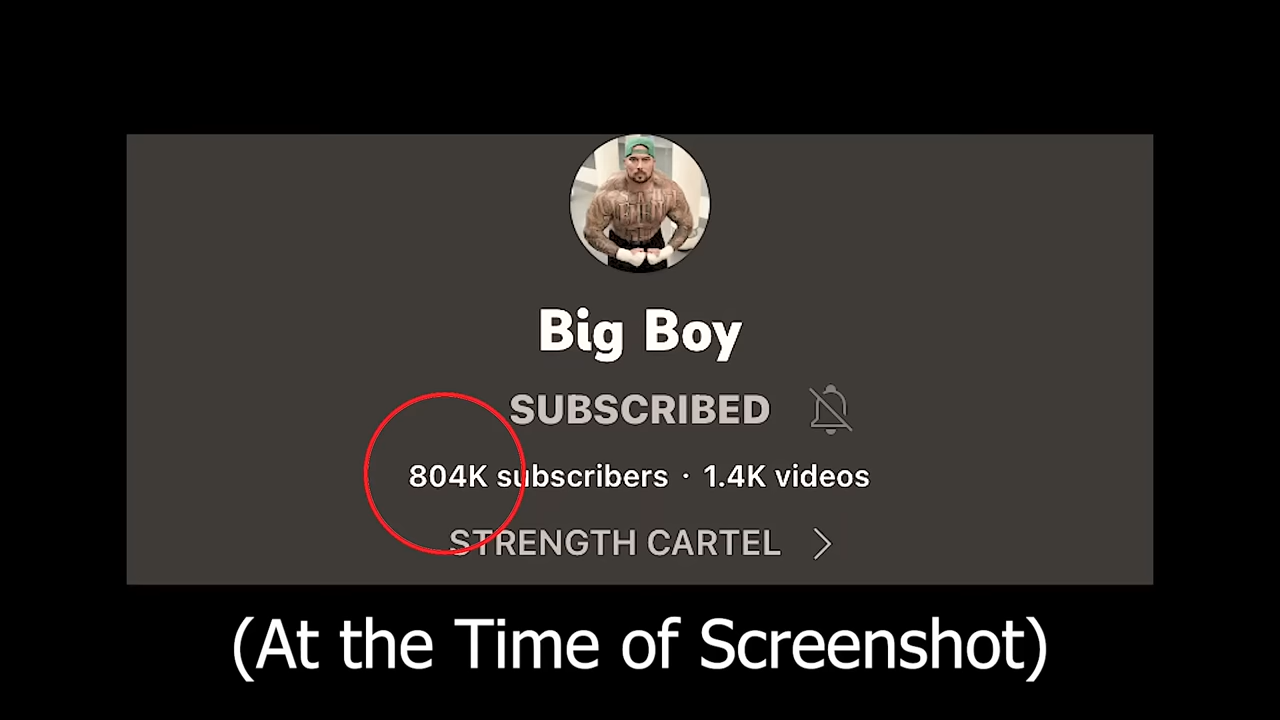 Big Boy
SUBSCRIBED
804K subscribers · 1.4K videos
STRENGTH CARTEL
(At the Time of Screenshot)